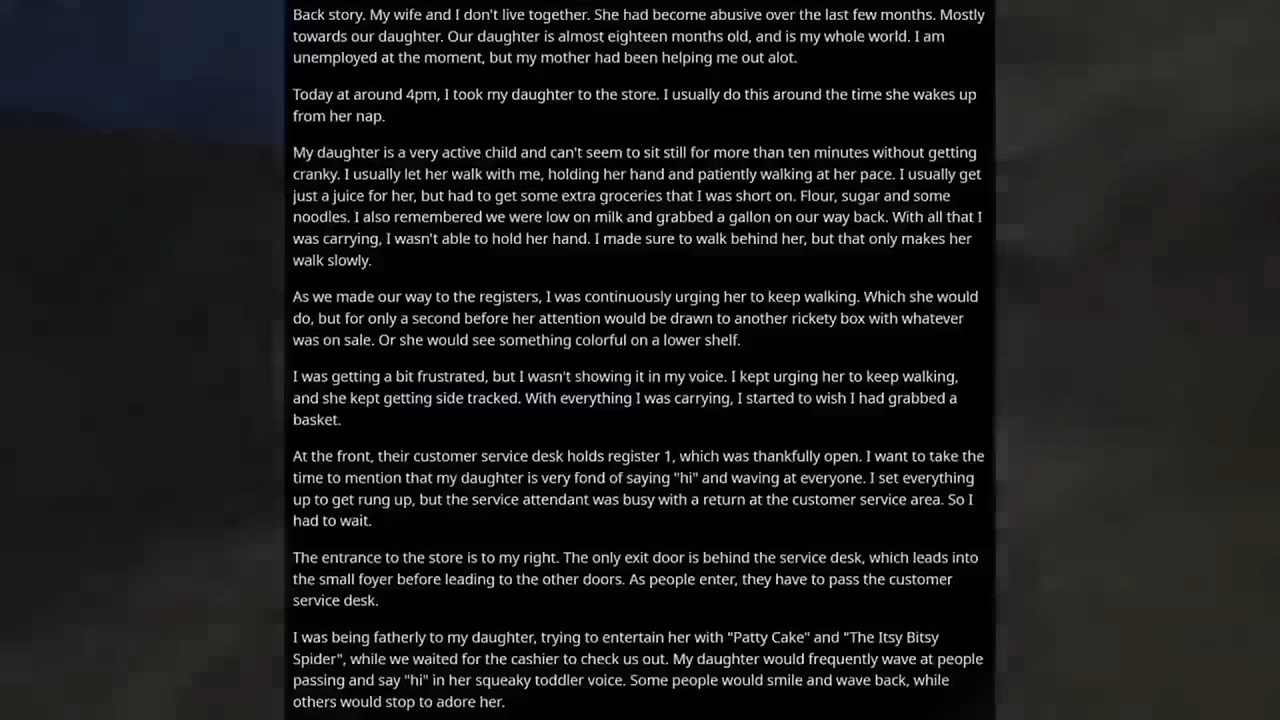 Back story. My wife and I don't live together. She had become abusive over the last few months. Mostly
towards our daughter. Our daughter is almost eighteen months old, and is my whole world. I am
unemployed at the moment, but my mother had been helping me out alot.
Today at around 4pm, I took my daughter to the store. I usually do this around the time she wakes up
from her nap.
My daughter is a very active child and can't seem to sit still for more than ten minutes without getting
cranky. I usually let her walk with me, holding her hand and patiently walking at her pace. I usually get
just a juice for her, but had to get some extra groceries that I was short on. Flour, sugar and some
noodles. I also remembered we were low on milk and grabbed a gallon on our way back. With all that I
was carrying, I wasn't able to hold her hand. I made sure to walk behind her, but that only makes her
walk slowly.
As we made our way to the registers, I was continuously urging her to keep walking. Which she would
do, but for only a second before her attention would be drawn to another rickety box with whatever
was on sale. Or she would see something colorful on a lower shelf.
I was getting a bit frustrated, but I wasn't showing it in my voice. I kept urging her to keep walking,
and she kept getting side tracked. With everything I was carrying, I started to wish I had grabbed a
basket.
At the front, their customer service desk holds register 1, which was thankfully open. I want to take the
time to mention that my daughter is very fond of saying "hi" and waving at everyone. I set everything
up to get rung up, but the service attendant was busy with a return at the customer service area. So I
had to wait.
The entrance to the store is to my right. The only exit door is behind the service desk, which leads into
the small foyer before leading to the other doors. As people enter, they have to pass the customer
service desk.
I was being fatherly to my daughter, trying to entertain her with "Patty Cake" and "The Itsy Bitsy
Spider", while we waited for the cashier to check us out. My daughter would frequently wave at people
passing and say "hi" in her squeaky toddler voice. Some people would smile and wave back, while
others would stop to adore her.